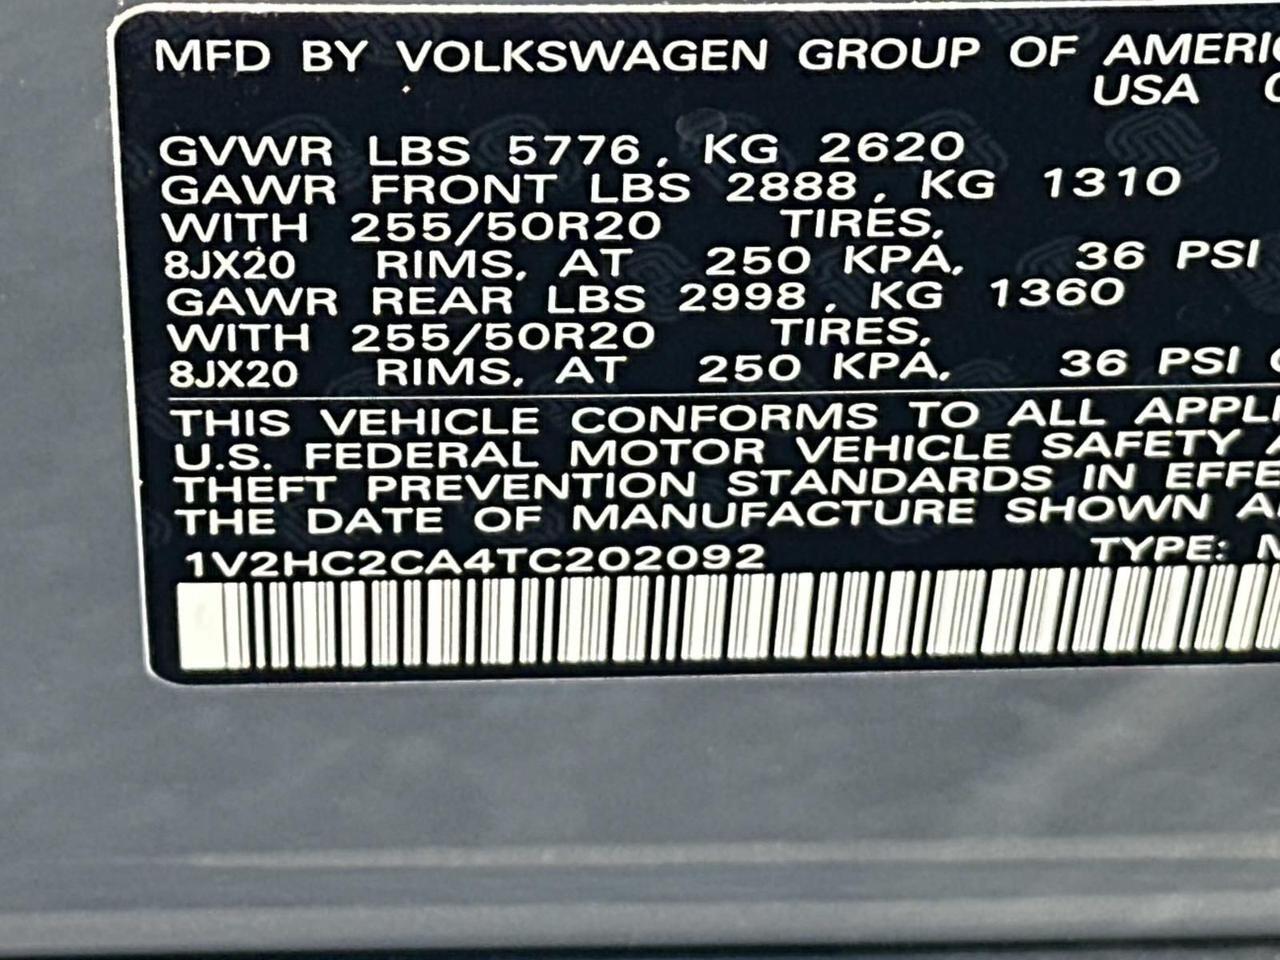 MFD BY VOLKSWAGEN GROUP OF
USA
GVWR LBS 5776, KG 2620
GAWR FRONT LBS 2888, KG 1310
WITH 255/50R20 TIRES,
8JX20 RIMS, AT 250 KPA, 36 PSI
GAWR REAR LBS 2998, KG 1360
WITH 255/50R20 TIRES,
8JX20 RIMS, AT 250 KPA, 36 PSI
THIS VEHICLE CONFORMS TO ALL
U.S. FEDERAL MOTOR VEHICLE SAFETY
THEFT PREVENTION STANDARDS IN
THE DATE OF MANUFACTURE SHOWN
1V2HC2CA4TC202092 TYPE: